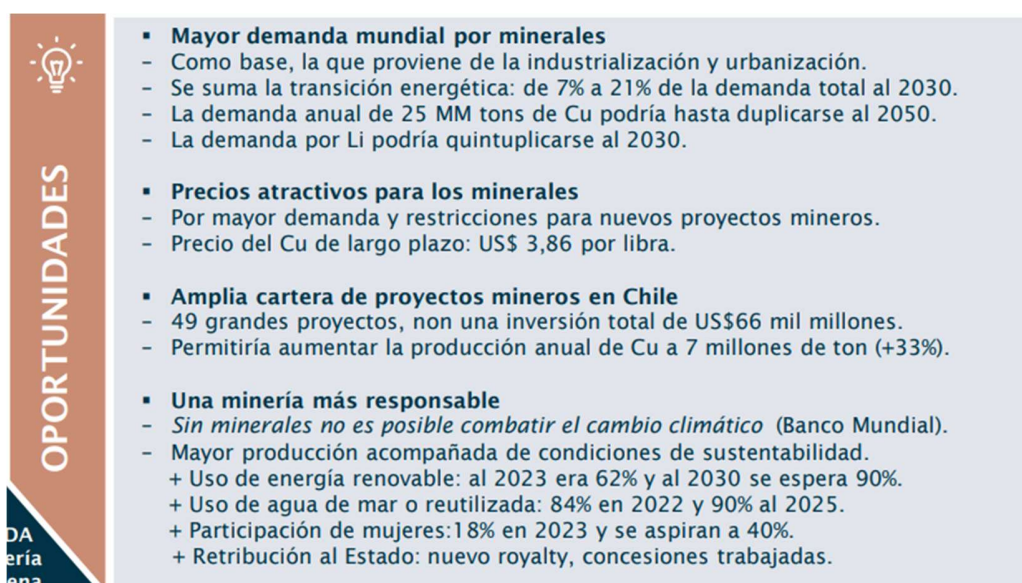 OPORTUNIDADES
▪ Mayor demanda mundial por minerales
– Como base, la que proviene de la industrialización y urbanización.
– Se suma la transición energética: de 7% a 21% de la demanda total al 2030.
– La demanda anual de 25 MM tons de Cu podría hasta duplicarse al 2050.
– La demanda por Li podría quintuplicarse al 2030.
▪ Precios atractivos para los minerales
– Por mayor demanda y restricciones para nuevos proyectos mineros.
– Precio del Cu de largo plazo: US$ 3,86 por libra.
▪ Amplia cartera de proyectos mineros en Chile
– 49 grandes proyectos, non una inversión total de US$66 mil millones.
– Permitiría aumentar la producción anual de Cu a 7 millones de ton (+33%).
▪ Una minería más responsable
– Sin minerales no es posible combatir el cambio climático (Banco Mundial).
– Mayor producción acompañada de condiciones de sustentabilidad.
+ Uso de energía renovable: al 2023 era 62% y al 2030 se espera 90%.
+ Uso de agua de mar o reutilizada: 84% en 2022 y 90% al 2025.
+ Participación de mujeres:18% en 2023 y se aspiran a 40%.
+ Retribución al Estado: nuevo royalty, concesiones trabajadas.
DA
ería
ena